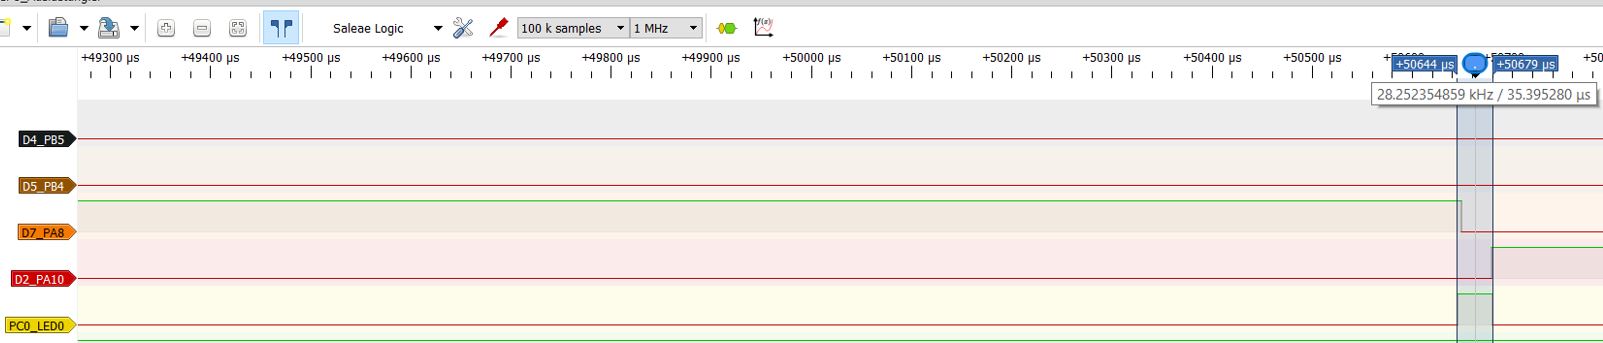 Saleae Logic 100 k samples 1 MHz f(x)
+49300 µs +49400 µs +49500 µs +49600 µs +49700 µs +49800 µs +49900 µs +50000 µs +50100 µs +50200 µs +50300 µs +50400 µs +50500 µs
+50644 µs +50679 µs
28.252354859 kHz / 35.395280 µs
D4_PB5
D5_PB4
D7_PA8
D2_PA10
PC0_LED0